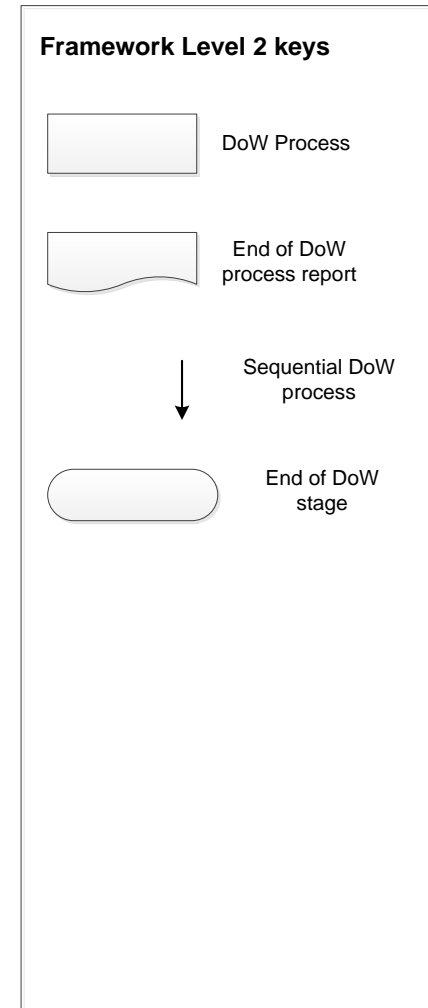 Framework Level 2 keys
DoW Process
End of DoW
process report
Sequential DoW
process
End of DoW
stage